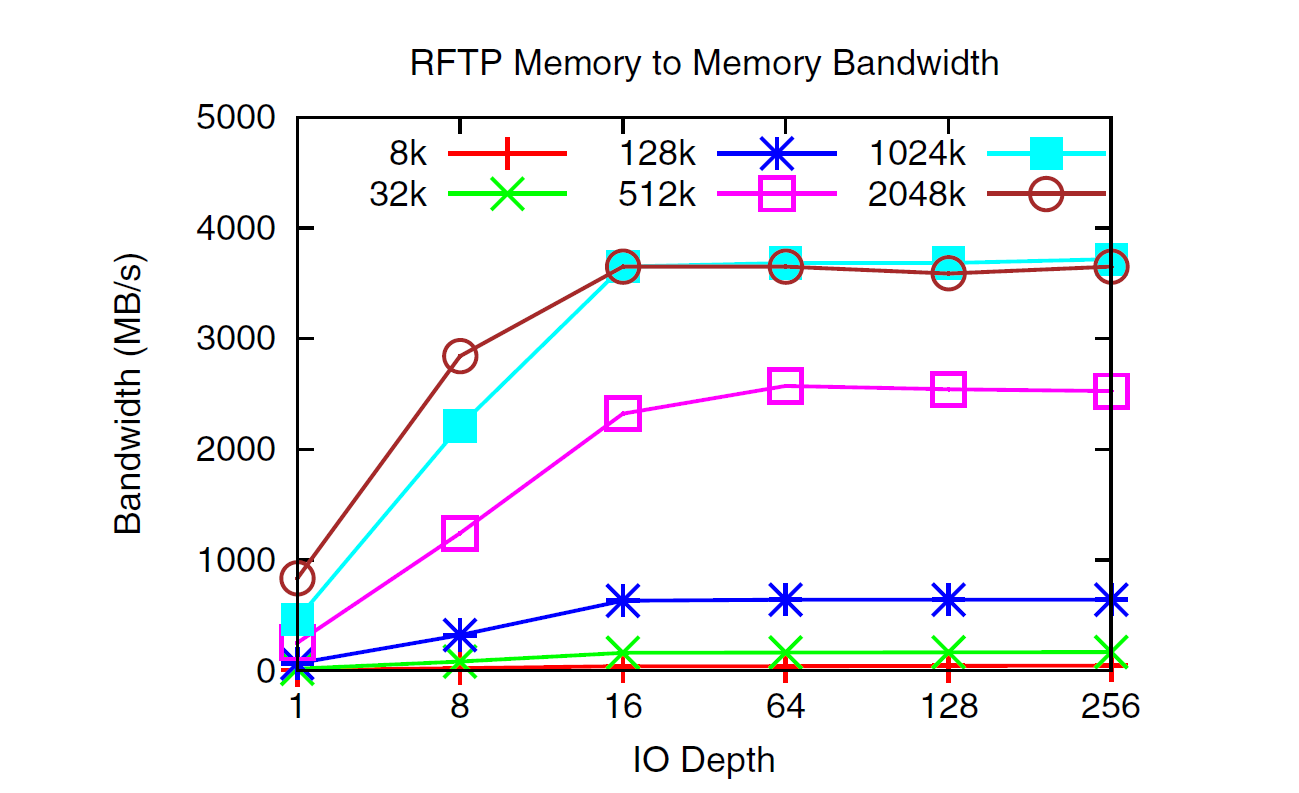 RFTP Memory to Memory Bandwidth
5000
4000
3000
2000
1000
0
Bandwidth (MB/s)
8k 128k 1024k
32k 512k 2048k
1 8 16 64 128 256
IO Depth